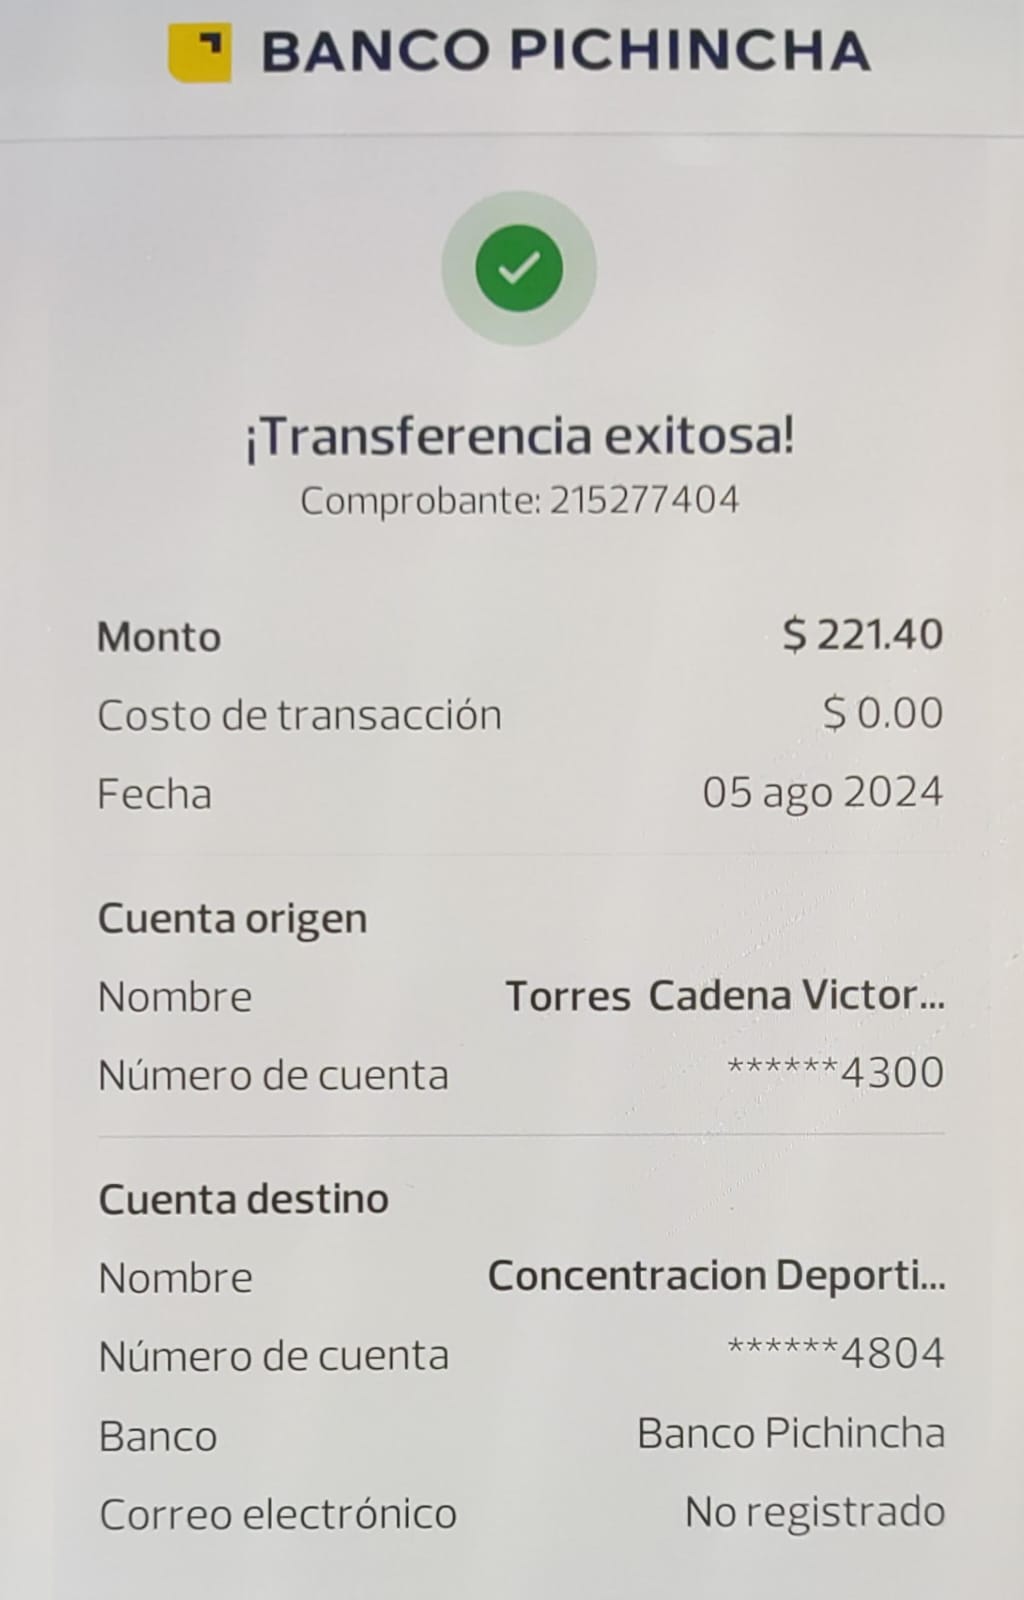 BANCO PICHINCHA
¡Transferencia exitosa!
Comprobante: 215277404
Monto $ 221.40
Costo de transacción $ 0.00
Fecha 05 ago 2024
Cuenta origen
Nombre Torres Cadena Victor...
Número de cuenta ******4300
Cuenta destino
Nombre Concentracion Deporti...
Número de cuenta ******4804
Banco Banco Pichincha
Correo electrónico No registrado